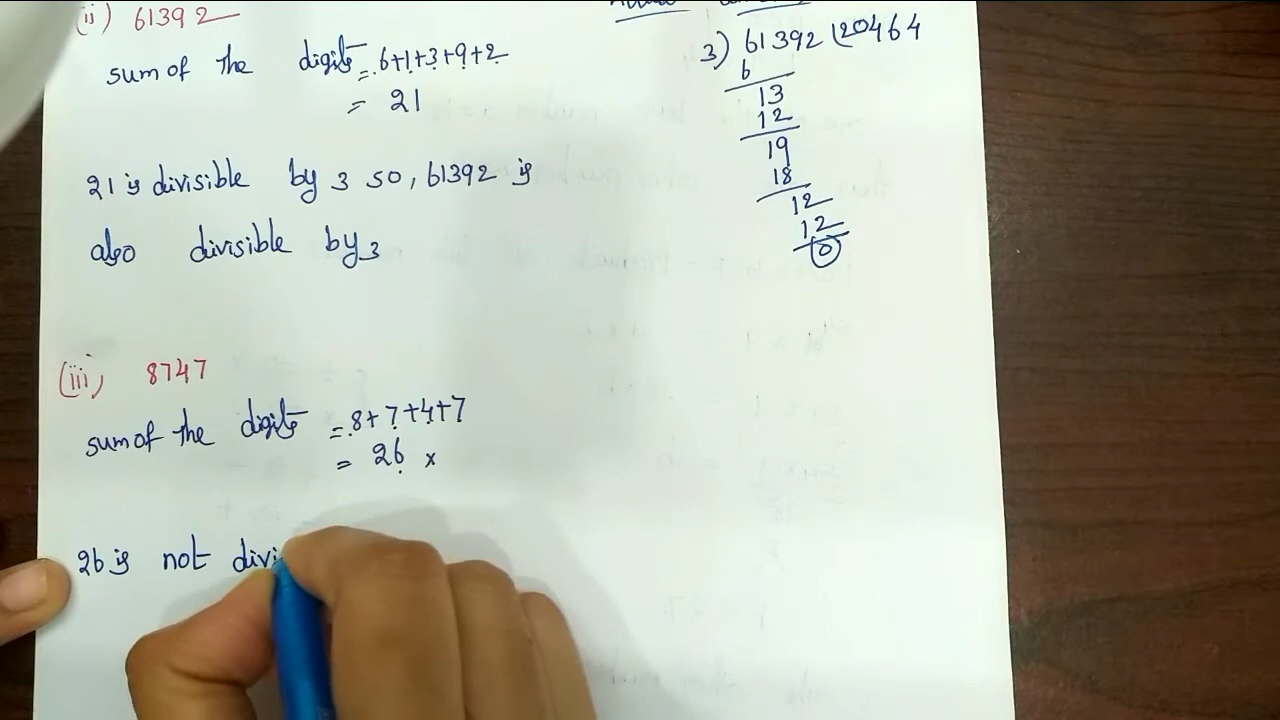 (ii) 61392
sum of the digits = 6+1+3+9+2
= 21
21 is divisible by 3 so, 61392 is
also divisible by 3
3) 61392 (20464
6
13
12
19
18
12
12
0
(iii) 8747
sum of the digits = 8+7+4+7
= 26 x
26 is not divi